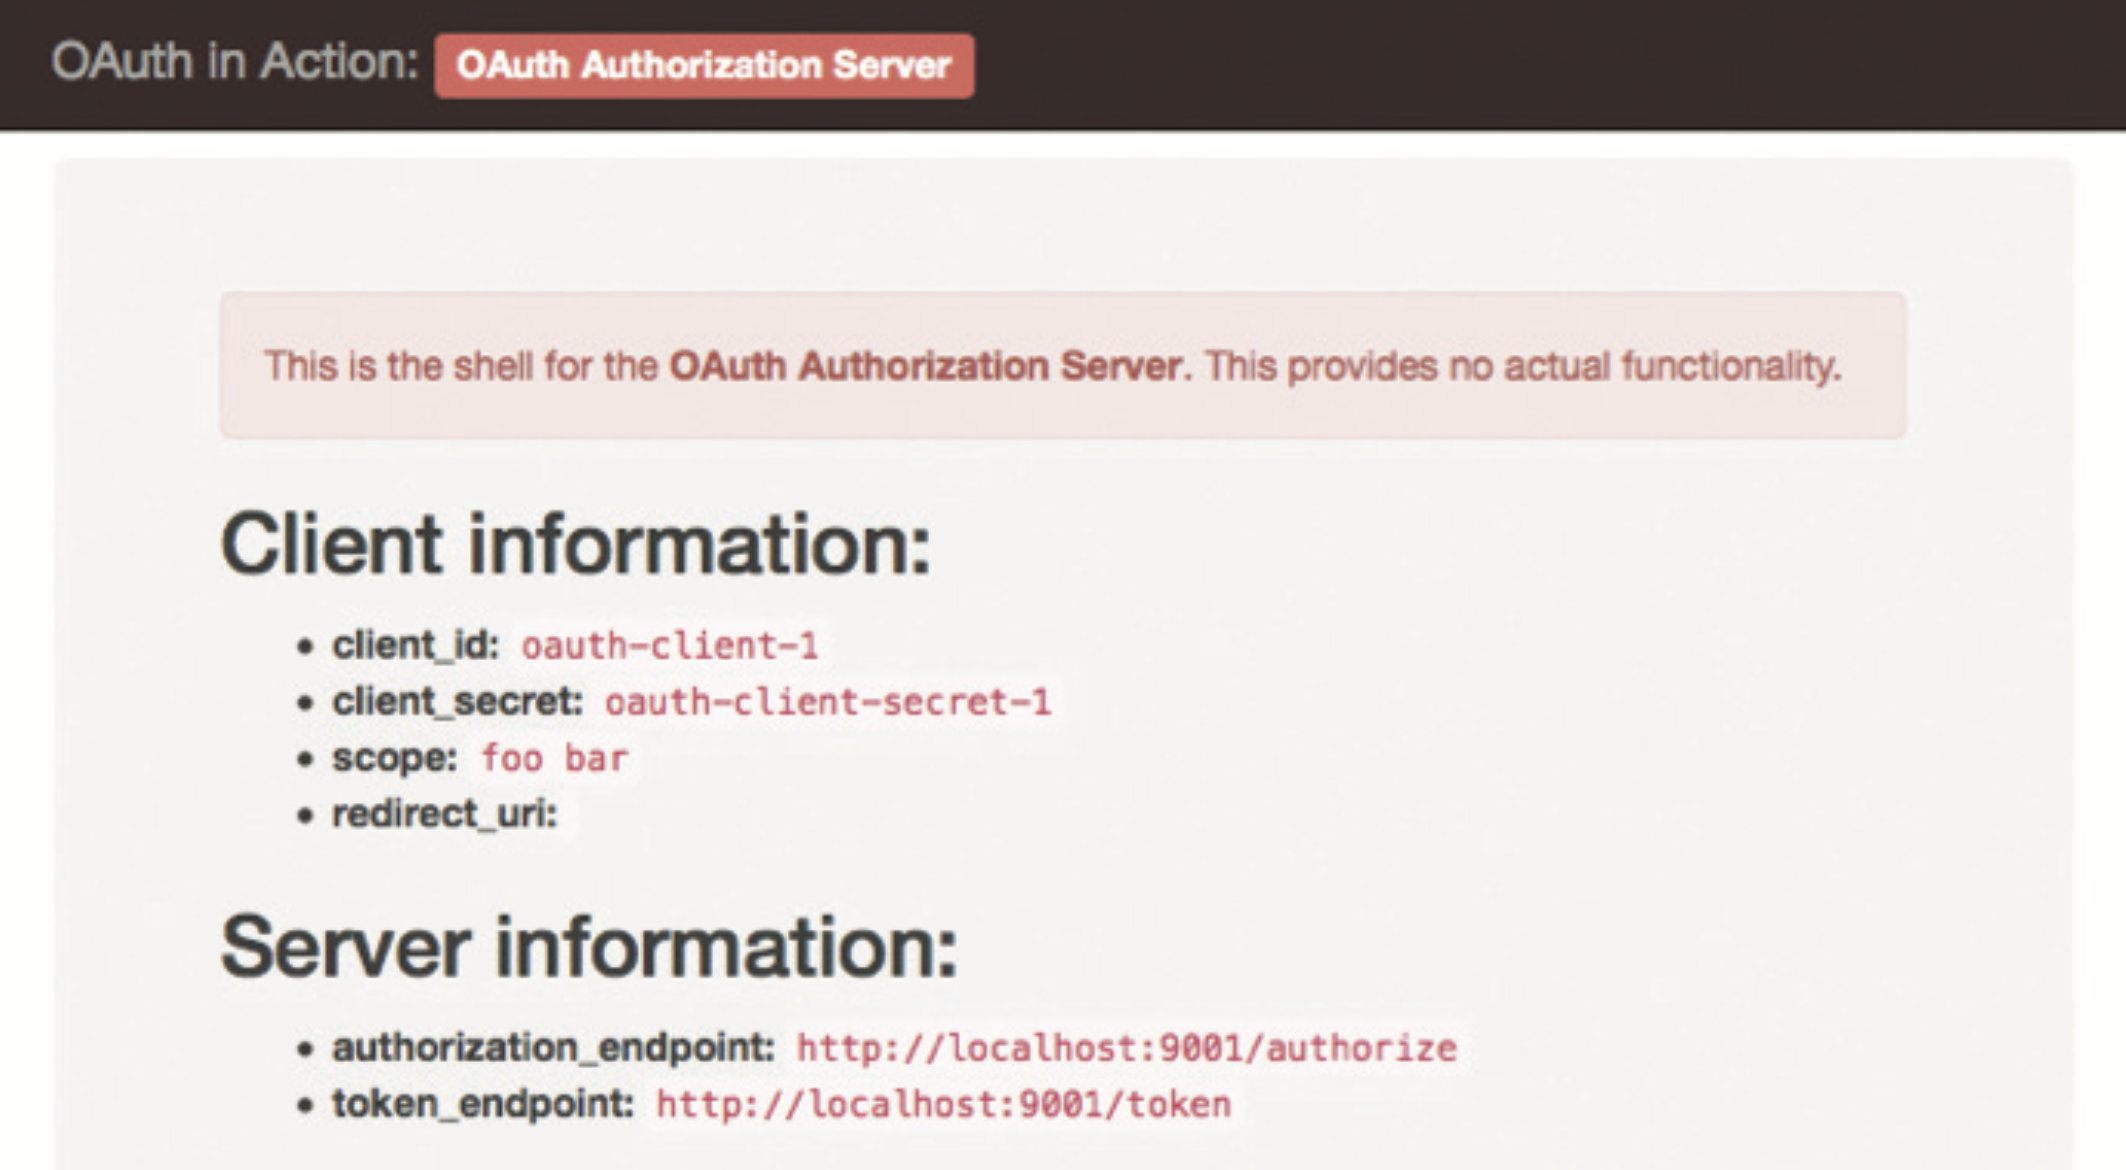 OAuth in Action: OAuth Authorization Server
This is the shell for the OAuth Authorization Server. This provides no actual functionality.
Client information:
• client_id: oauth-client-1
• client_secret: oauth-client-secret-1
• scope: foo bar
• redirect_uri:
Server information:
• authorization_endpoint: http://localhost:9001/authorize
• token_endpoint: http://localhost:9001/token